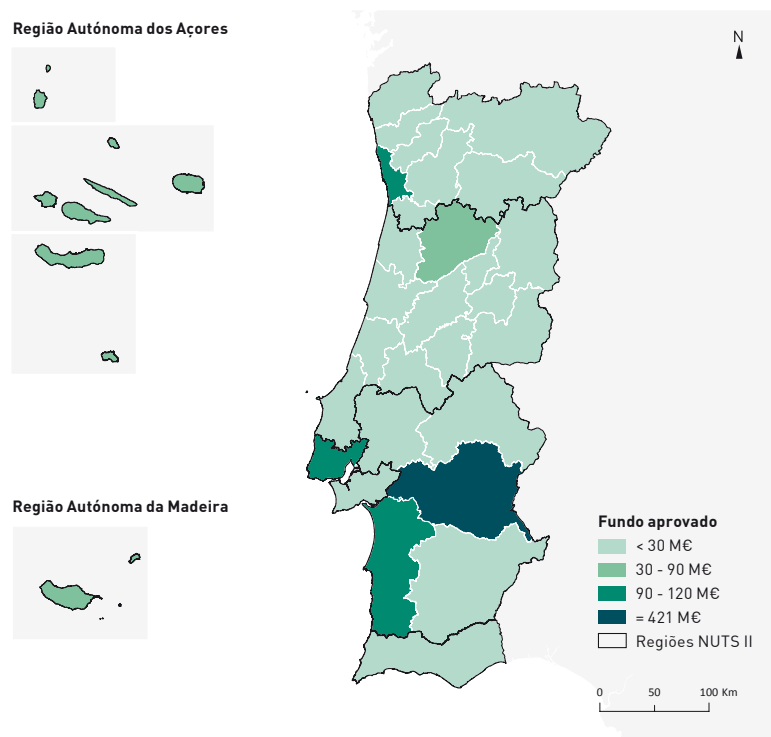 Região Autónoma dos Açores
N
Região Autónoma da Madeira
Fundo aprovado
< 30 M€
30 - 90 M€
90 - 120 M€
= 421 M€
Regiões NUTS II
0 50 100 Km